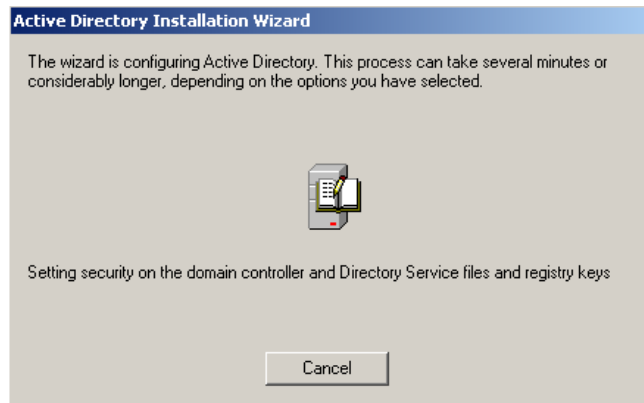 Active Directory Installation Wizard
The wizard is configuring Active Directory. This process can take several minutes or
considerably longer, depending on the options you have selected.
Setting security on the domain controller and Directory Service files and registry keys
Cancel